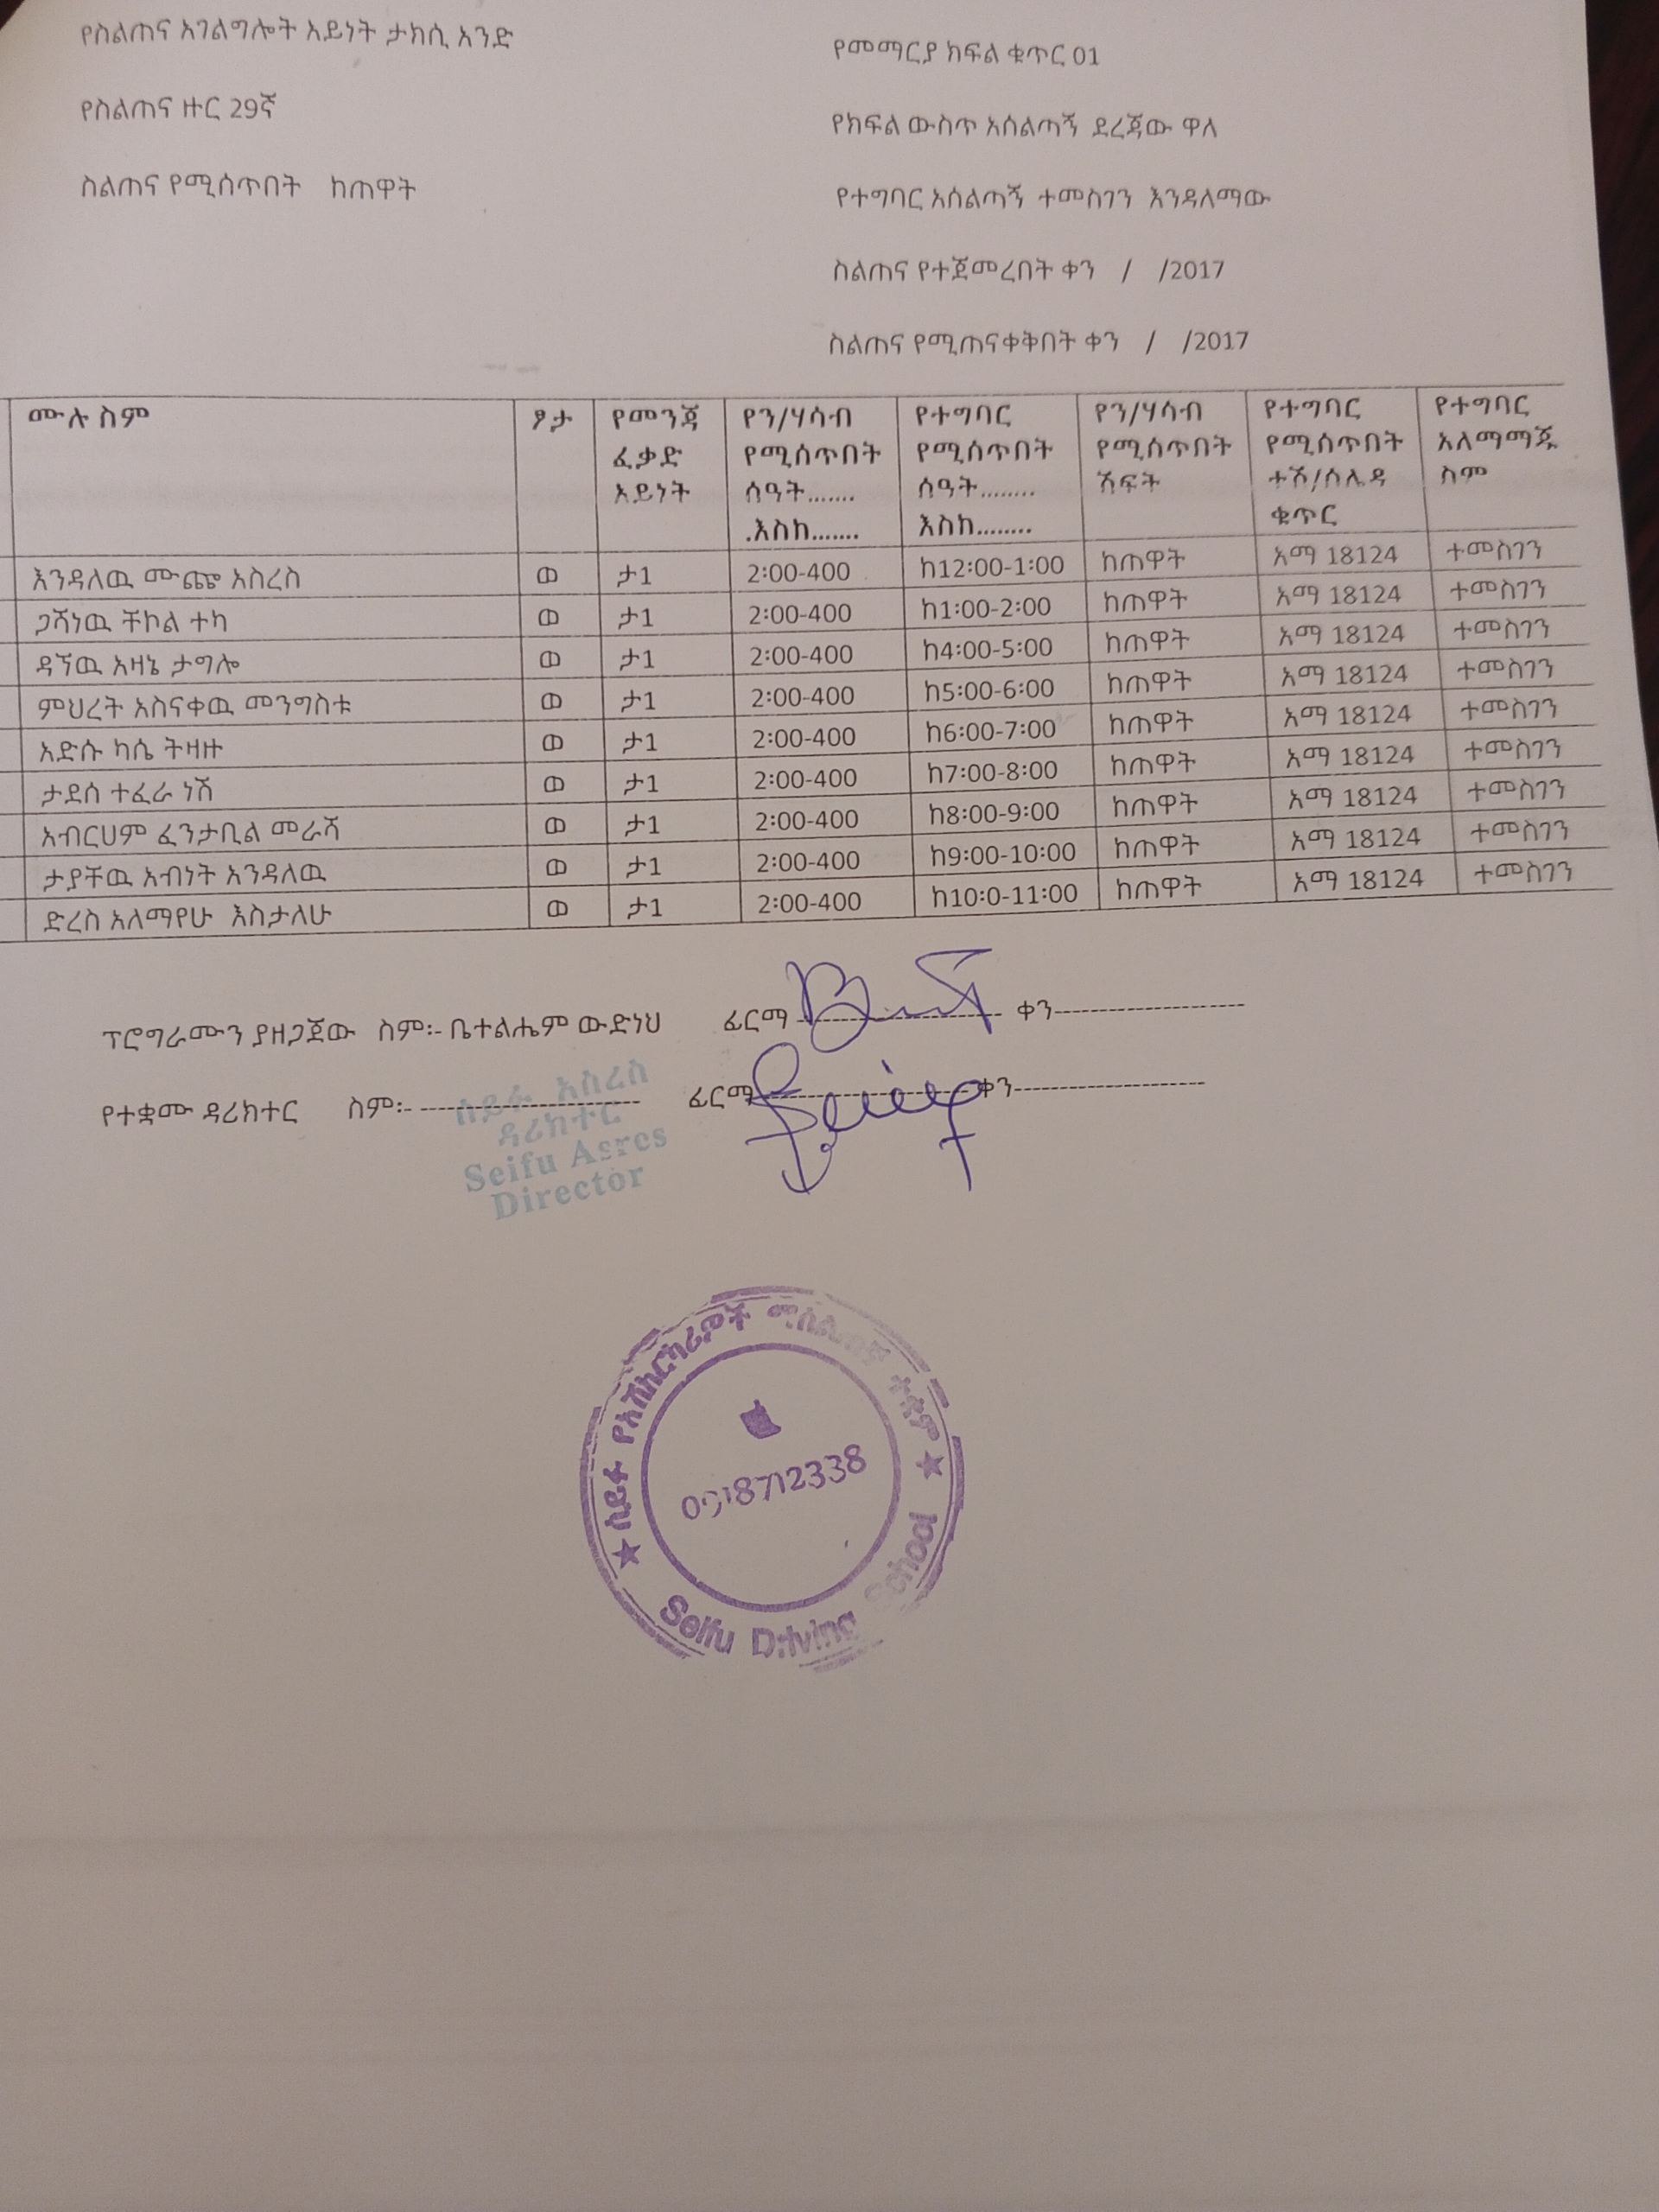 የስልጠና አገልግሎት አይነት ታክሲ አንድ
የመማርያ ክፍል ቁጥር 01
የስልጠና ዙር 29ኛ
የክፍል ውስጥ አሰልጣኝ ደረጃው ዋለ
ስልጠና የሚሰጥበት ከጠዋት
የተግባር አሰልጣኝ ተመስገን እንዳለማው
ስልጠና የተጀመረበት ቀን / /2017
ስልጠና የሚጠናቀቅበት ቀን / /2017
ሙሉ ስም ፆታ የመንጃ ፈቃድ አይነት የን/ሃሳብ የሚሰጥበት ሰዓት....... .እስከ....... የተግባር የሚሰጥበት ሰዓት........ እስከ........ የን/ሃሳብ የሚሰጥበት ሽፍት የተግባር የሚሰጥበት ተሽ/ሰሌዳ ቁጥር የተግባር አለማማጁ ስም
እንዳለዉ ሙጬ አስረስ ወ ታ1 2:00-400 ከ12:00-1:00 ከጠዋት አማ 18124 ተመስገን
ጋሻነዉ ቸኮል ተካ ወ ታ1 2:00-400 ከ1:00-2:00 ከጠዋት አማ 18124 ተመስገን
ዳኘዉ አዛኔ ታግሎ ወ ታ1 2:00-400 ከ4:00-5:00 ከጠዋት አማ 18124 ተመስገን
ምህረት አስናቀዉ መንግስቱ ወ ታ1 2:00-400 ከ5:00-6:00 ከጠዋት አማ 18124 ተመስገን
አድሱ ካሴ ትዛዙ ወ ታ1 2:00-400 ከ6:00-7:00 ከጠዋት አማ 18124 ተመስገን
ታደሰ ተፈራ ነሽ ወ ታ1 2:00-400 ከ7:00-8:00 ከጠዋት አማ 18124 ተመስገን
አብርሀም ፈንታቢል መራሻ ወ ታ1 2:00-400 ከ8:00-9:00 ከጠዋት አማ 18124 ተመስገን
ታያቸዉ አብነት አንዳለዉ ወ ታ1 2:00-400 ከ9:00-10:00 ከጠዋት አማ 18124 ተመስገን
ድረስ አለማየሁ እስታለሁ ወ ታ1 2:00-400 ከ10:0-11:00 ከጠዋት አማ 18124 ተመስገን
ፕሮግራሙን ያዘጋጀው ስም፡- ቤተልሔም ውድነህ ፊርማ ቀን
የተቋሙ ዳሪክተር ስም፡- ፊርማ ቀን
ሰይፉ አስረስ
ዳሪክተር
Seifu Asres
Director
0918712338
Seifu Driving School